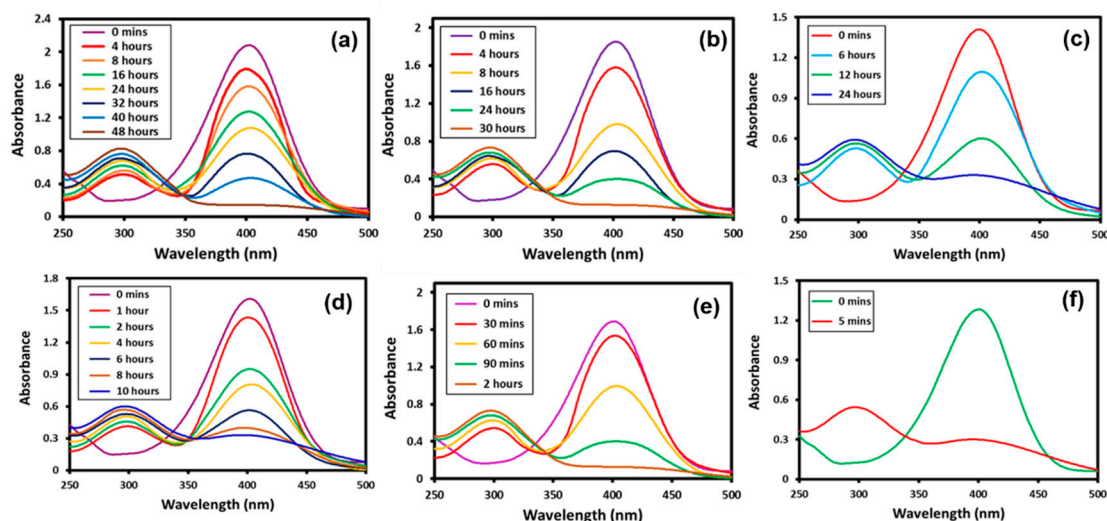 (a)
0 mins
4 hours
8 hours
16 hours
24 hours
32 hours
40 hours
48 hours
Absorbance
2.4
2
1.6
1.2
0.8
0.4
0
250 300 350 400 450 500
Wavelength (nm)
(b)
0 mins
4 hours
8 hours
16 hours
24 hours
30 hours
Absorbance
2
1.6
1.2
0.8
0.4
0
250 300 350 400 450 500
Wavelength (nm)
(c)
0 mins
6 hours
12 hours
24 hours
Absorbance
1.5
1.2
0.9
0.6
0.3
0
250 300 350 400 450 500
Wavelength (nm)
(d)
0 mins
1 hour
2 hours
4 hours
6 hours
8 hours
10 hours
Absorbance
1.8
1.5
1.2
0.9
0.6
0.3
0
250 300 350 400 450 500
Wavelength (nm)
(e)
0 mins
30 mins
60 mins
90 mins
2 hours
Absorbance
2
1.6
1.2
0.8
0.4
0
250 300 350 400 450 500
Wavelength (nm)
(f)
0 mins
5 mins
Absorbance
1.5
1.2
0.9
0.6
0.3
0
250 300 350 400 450 500
Wavelength (nm)